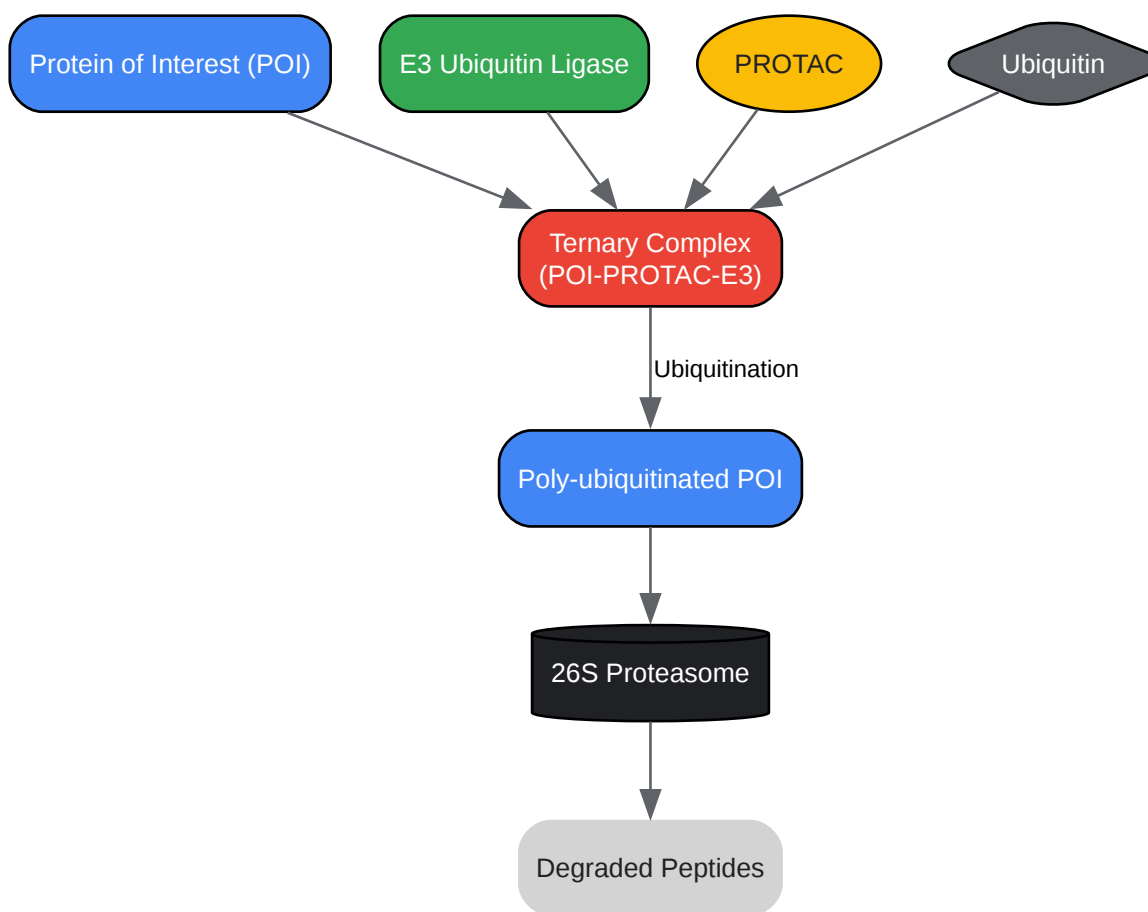 Protein of Interest (POI)
E3 Ubiquitin Ligase
PROTAC
Ubiquitin
Ternary Complex
(POI-PROTAC-E3)
Ubiquitination
Poly-ubiquitinated POI
26S Proteasome
Degraded Peptides